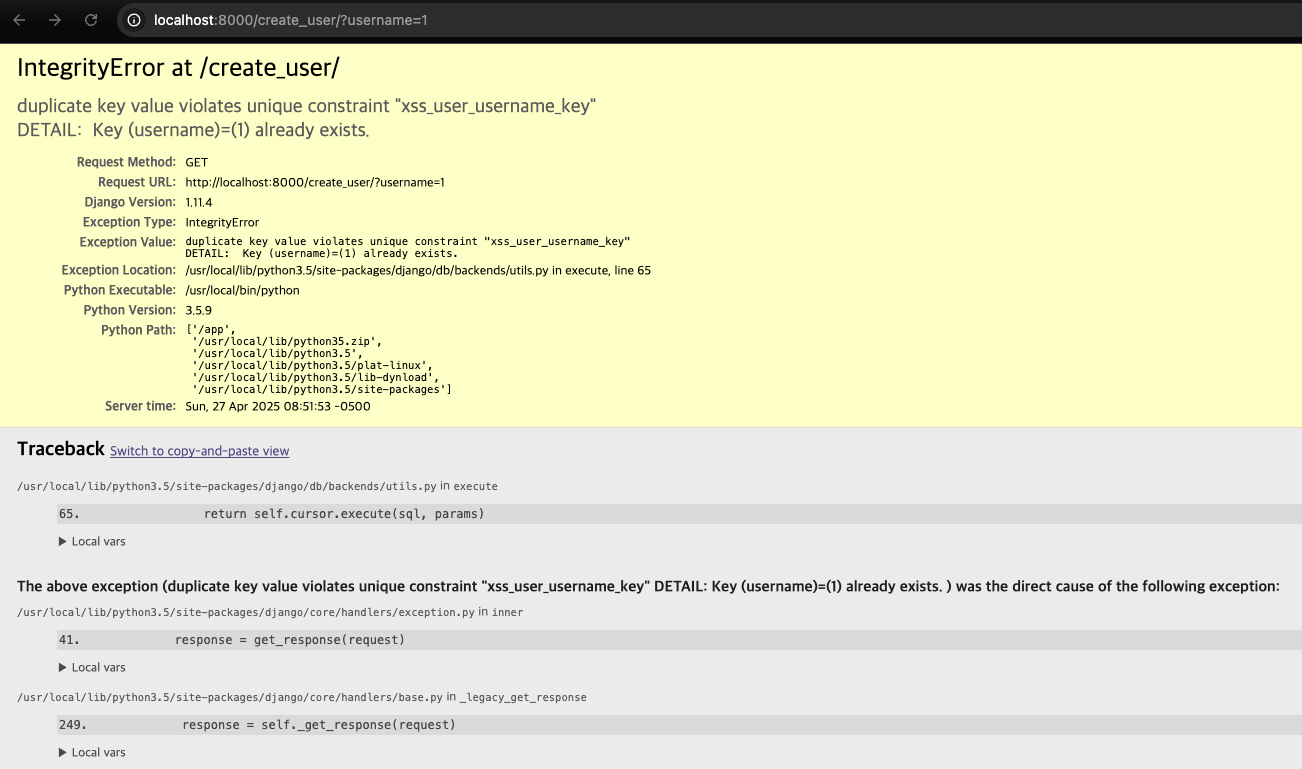 localhost:8000/create_user/?username=1
IntegrityError at /create_user/
duplicate key value violates unique constraint "xss_user_username_key"
DETAIL:  Key (username)=(1) already exists.
Request Method: GET
Request URL: http://localhost:8000/create_user/?username=1
Django Version: 1.11.4
Exception Type: IntegrityError
Exception Value: duplicate key value violates unique constraint "xss_user_username_key"
DETAIL:  Key (username)=(1) already exists.
Exception Location: /usr/local/lib/python3.5/site-packages/django/db/backends/utils.py in execute, line 65
Python Executable: /usr/local/bin/python
Python Version: 3.5.9
Python Path: ['/app',
'/usr/local/lib/python35.zip',
'/usr/local/lib/python3.5',
'/usr/local/lib/python3.5/plat-linux',
'/usr/local/lib/python3.5/lib-dynload',
'/usr/local/lib/python3.5/site-packages']
Server time: Sun, 27 Apr 2025 08:51:53 -0500
Traceback Switch to copy-and-paste view
/usr/local/lib/python3.5/site-packages/django/db/backends/utils.py in execute
65. return self.cursor.execute(sql, params)
▶ Local vars
The above exception (duplicate key value violates unique constraint "xss_user_username_key" DETAIL: Key (username)=(1) already exists. ) was the direct cause of the following exception:
/usr/local/lib/python3.5/site-packages/django/core/handlers/exception.py in inner
41. response = get_response(request)
▶ Local vars
/usr/local/lib/python3.5/site-packages/django/core/handlers/base.py in _legacy_get_response
249. response = self._get_response(request)
▶ Local vars